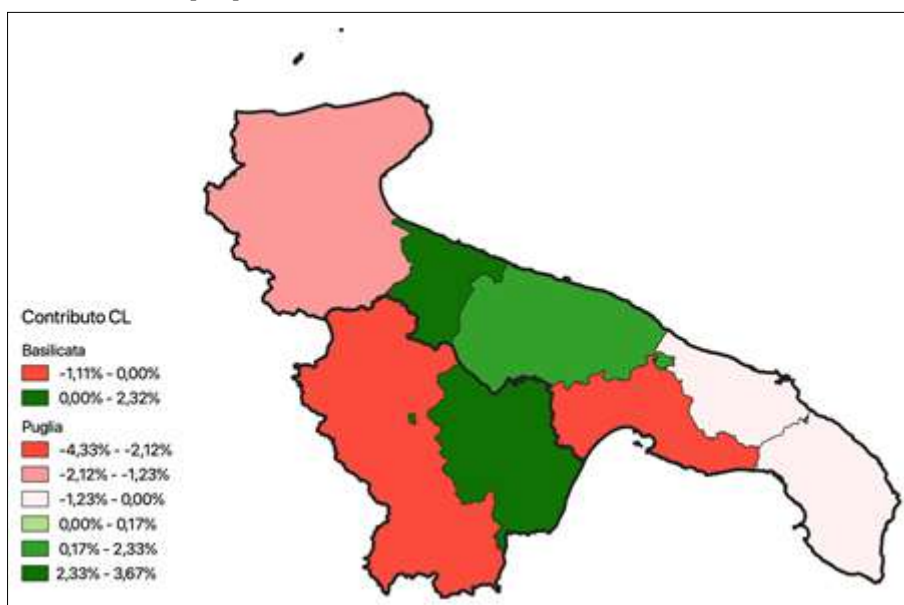 Contributo CL
Basilicata
-1,11% - 0,00%
0,00% - 2,32%
Puglia
-4,33% - -2,12%
-2,12% - -1,23%
-1,23% - 0,00%
0,00% - 0,17%
0,17% - 2,33%
2,33% - 3,67%